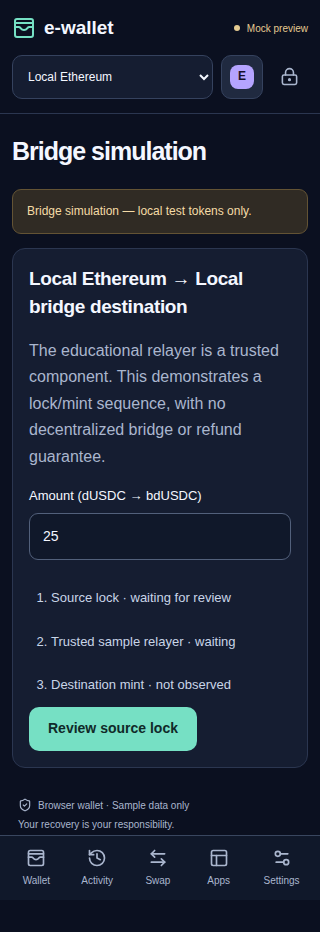 e-wallet
Mock preview
Local Ethereum
E
Bridge simulation
Bridge simulation — local test tokens only.
Local Ethereum → Local
bridge destination
The educational relayer is a trusted
component. This demonstrates a
lock/mint sequence, with no
decentralized bridge or refund
guarantee.
Amount (dUSDC → bdUSDC)
25
1. Source lock · waiting for review
2. Trusted sample relayer · waiting
3. Destination mint · not observed
Review source lock
Browser wallet · Sample data only
Your recovery is your responsibility.
Wallet Activity Swap Apps Settings